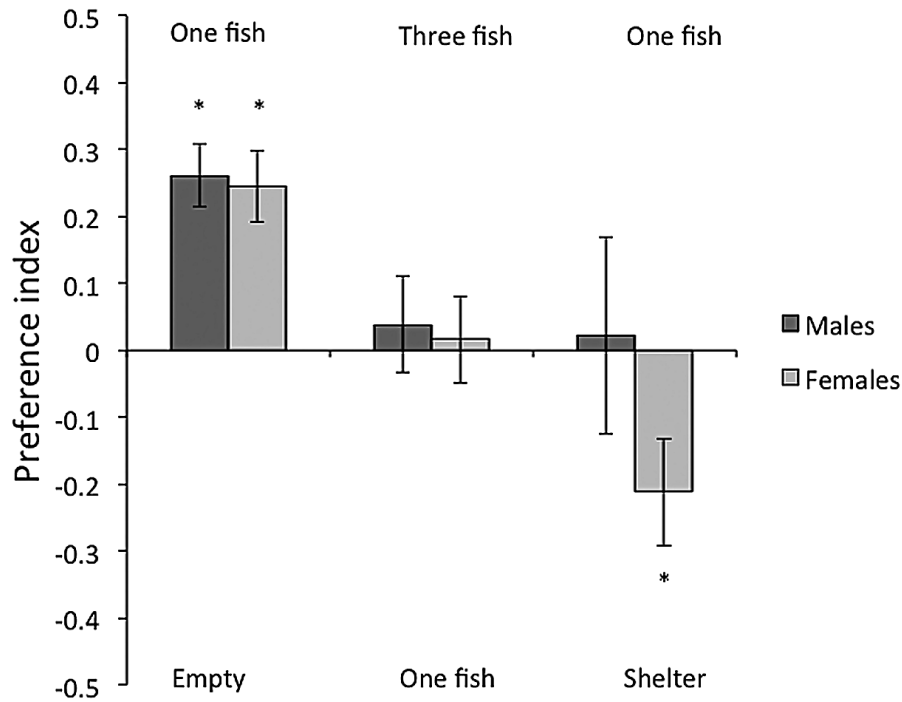 0.5
One fish
Three fish
One fish
0.4
*
*
0.3
0.2
0.1
0
-0.1
-0.2
-0.3
*
-0.4
-0.5
Preference index
Empty
One fish
Shelter
Males
Females